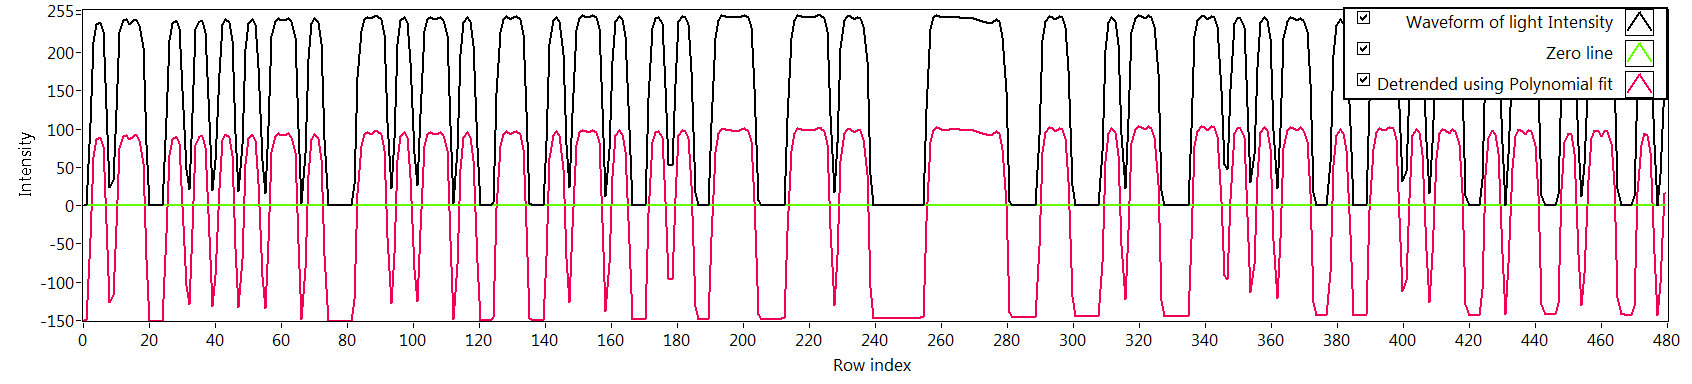 255
200
150
100
50
0
-50
-100
-150
Intensity
Waveform of light Intensity
Zero line
Detrended using Polynomial fit
0 20 40 60 80 100 120 140 160 180 200 220 240 260 280 300 320 340 360 380 400 420 440 460 480
Row index